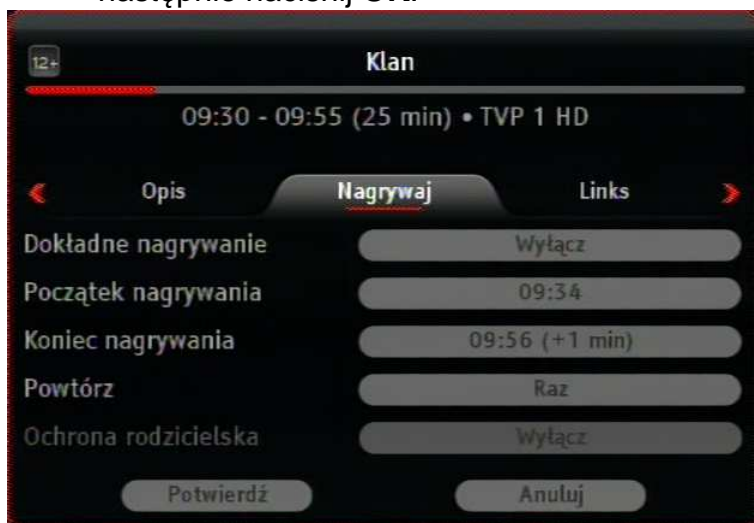 następnie naciśnij OK.
12+
Klan
09:30 - 09:55 (25 min) • TVP 1 HD
Opis Nagrywaj Links
Dokładne nagrywanie Wyłącz
Początek nagrywania 09:34
Koniec nagrywania 09:56 (+1 min)
Powtórz Raz
Ochrona rodzicielska Wyłącz
Potwierdź Anuluj